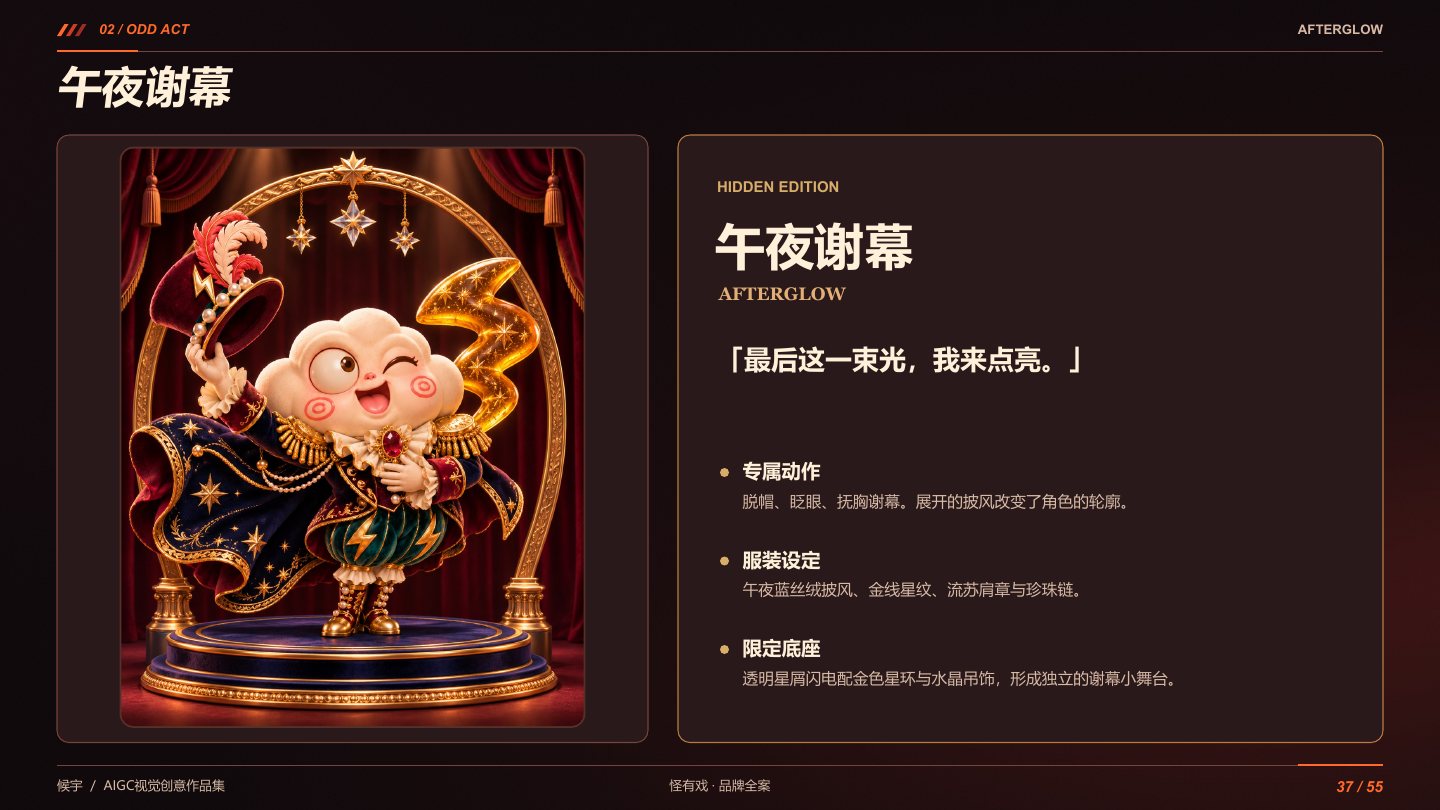 02 / ODD ACT
AFTERGLOW
午夜谢幕
HIDDEN EDITION
午夜谢幕
AFTERGLOW
「最后这一束光，我来点亮。」
专属动作
脱帽、眨眼、抚胸谢幕。展开的披风改变了角色的轮廓。
服装设定
午夜蓝丝绒披风、金线星纹、流苏肩章与珍珠链。
限定底座
透明星屑闪电配金色星环与水晶吊饰，形成独立的谢幕小舞台。
候宇 / AIGC视觉创意作品集
怪有戏 · 品牌全案
37 / 55